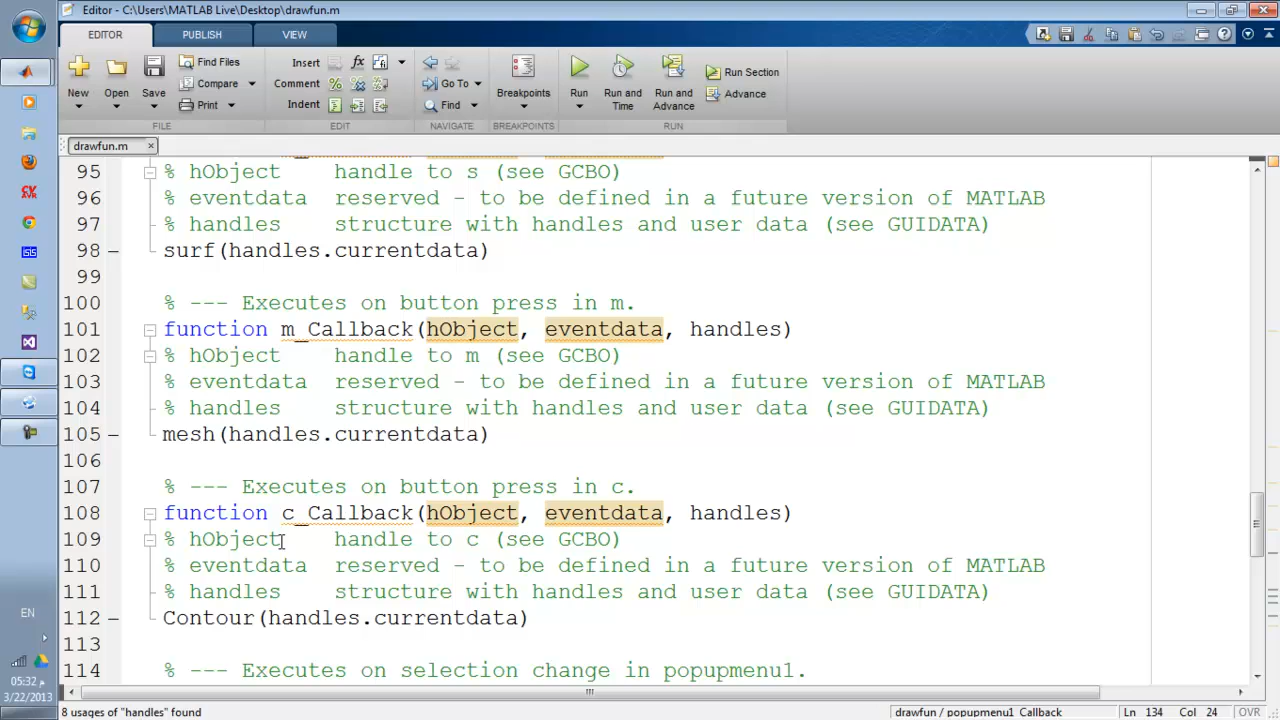 Editor - C:\Users\MATLAB Live\Desktop\drawfun.m
EDITOR PUBLISH VIEW
New Open Save Find Files Compare Print
Insert fx Comment Indent
Go To Find
Breakpoints
Run Run and Time Run and Advance Run Section Advance
FILE EDIT NAVIGATE BREAKPOINTS RUN
drawfun.m
95 % hObject    handle to s (see GCBO)
96 % eventdata  reserved - to be defined in a future version of MATLAB
97 % handles    structure with handles and user data (see GUIDATA)
98 – surf(handles.currentdata)
99
100 % --- Executes on button press in m.
101 function m_Callback(hObject, eventdata, handles)
102 % hObject    handle to m (see GCBO)
103 % eventdata  reserved - to be defined in a future version of MATLAB
104 % handles    structure with handles and user data (see GUIDATA)
105 – mesh(handles.currentdata)
106
107 % --- Executes on button press in c.
108 function c_Callback(hObject, eventdata, handles)
109 % hObject    handle to c (see GCBO)
110 % eventdata  reserved - to be defined in a future version of MATLAB
111 % handles    structure with handles and user data (see GUIDATA)
112 – Contour(handles.currentdata)
113
114 % --- Executes on selection change in popupmenu1.
8 usages of "handles" found
drawfun / popupmenu1_Callback Ln 134 Col 24 OVR
EN
05:32 م
3/22/2013